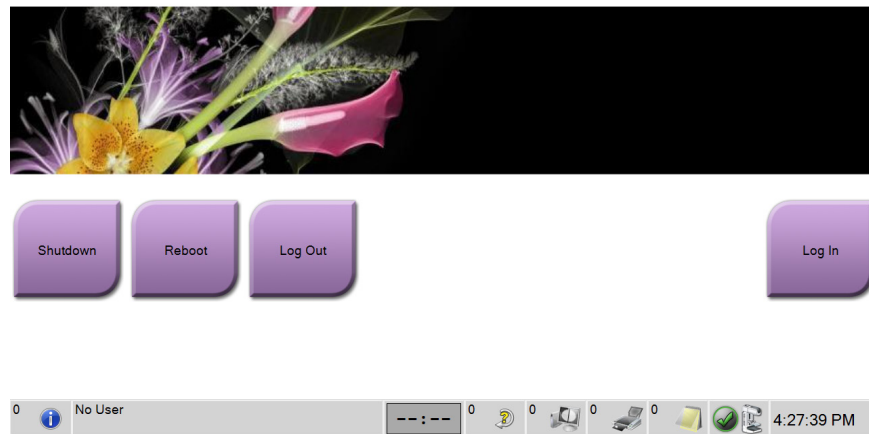 Shutdown
Reboot
Log Out
Log In
0
No User
--:--
0
0
0
0
4:27:39 PM